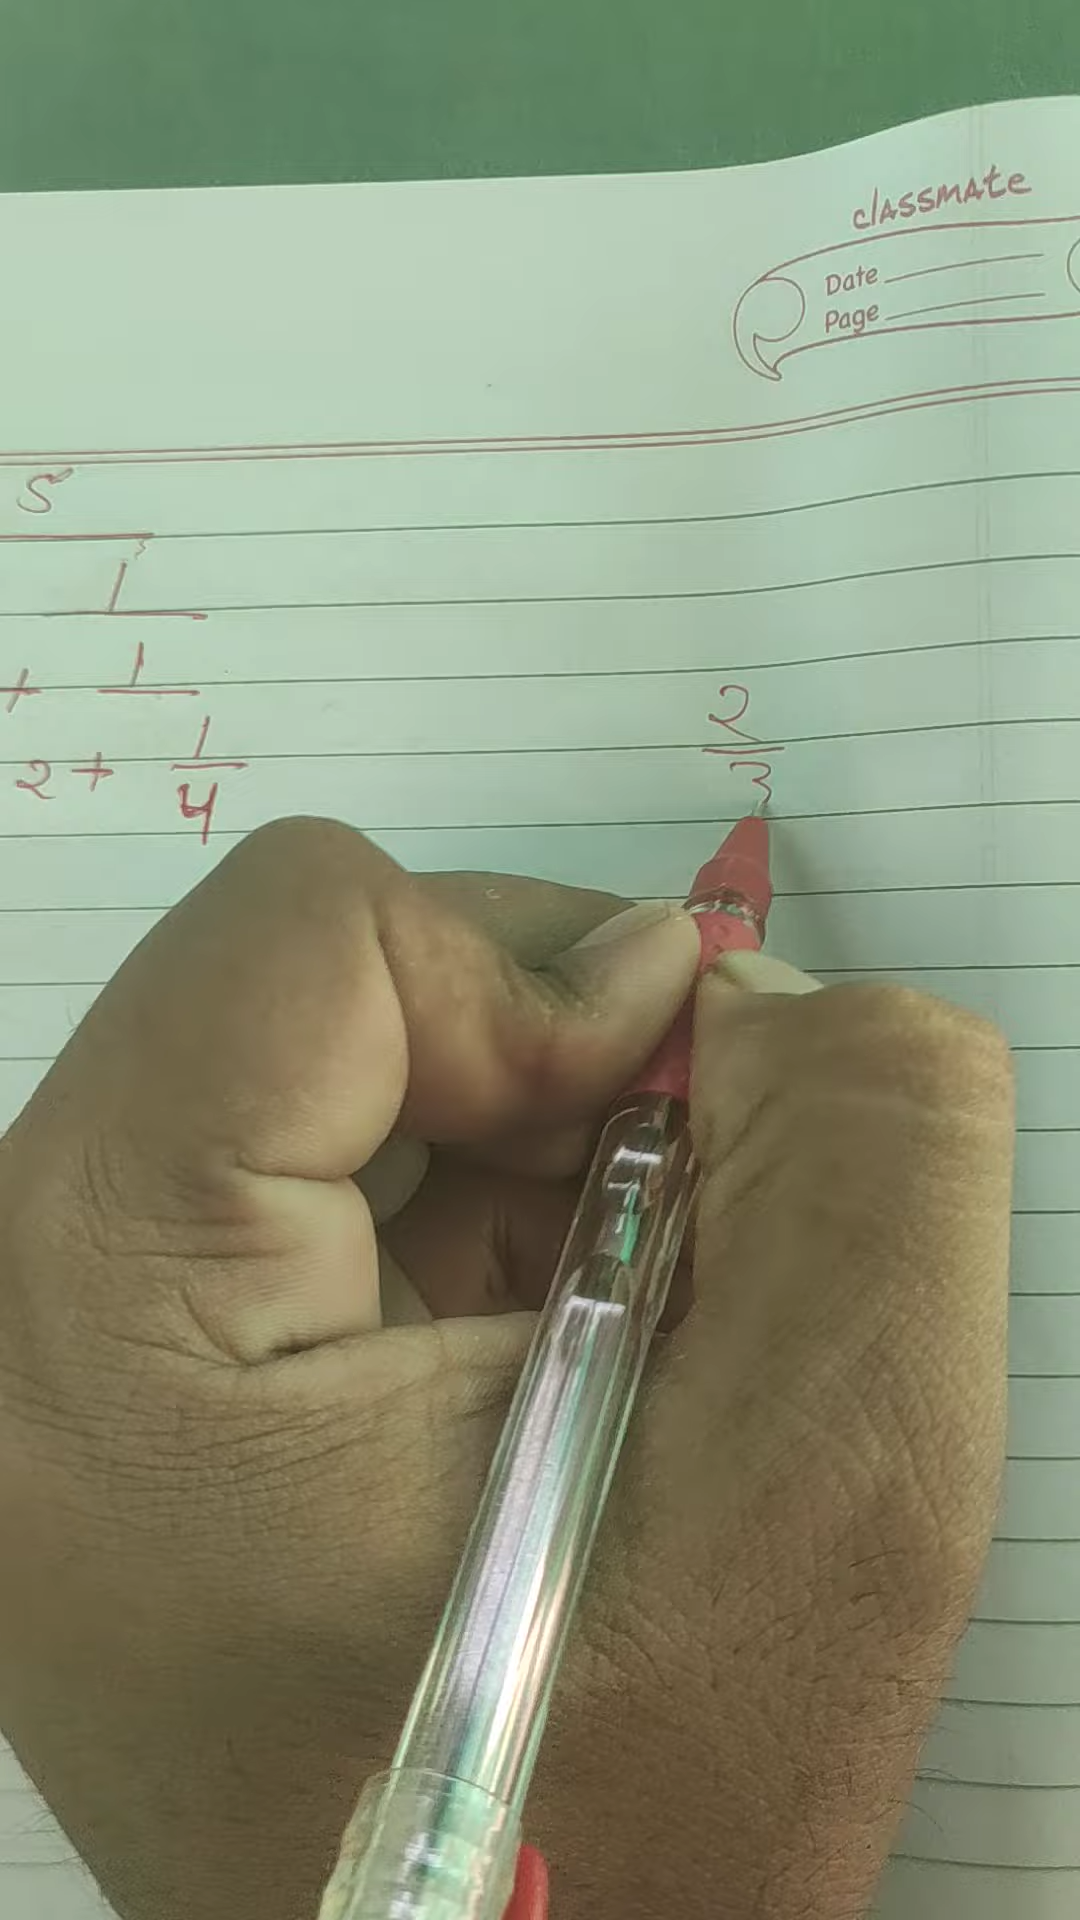 classmate
Date
Page
5
1
+ 1
2 + 1/4
2/3